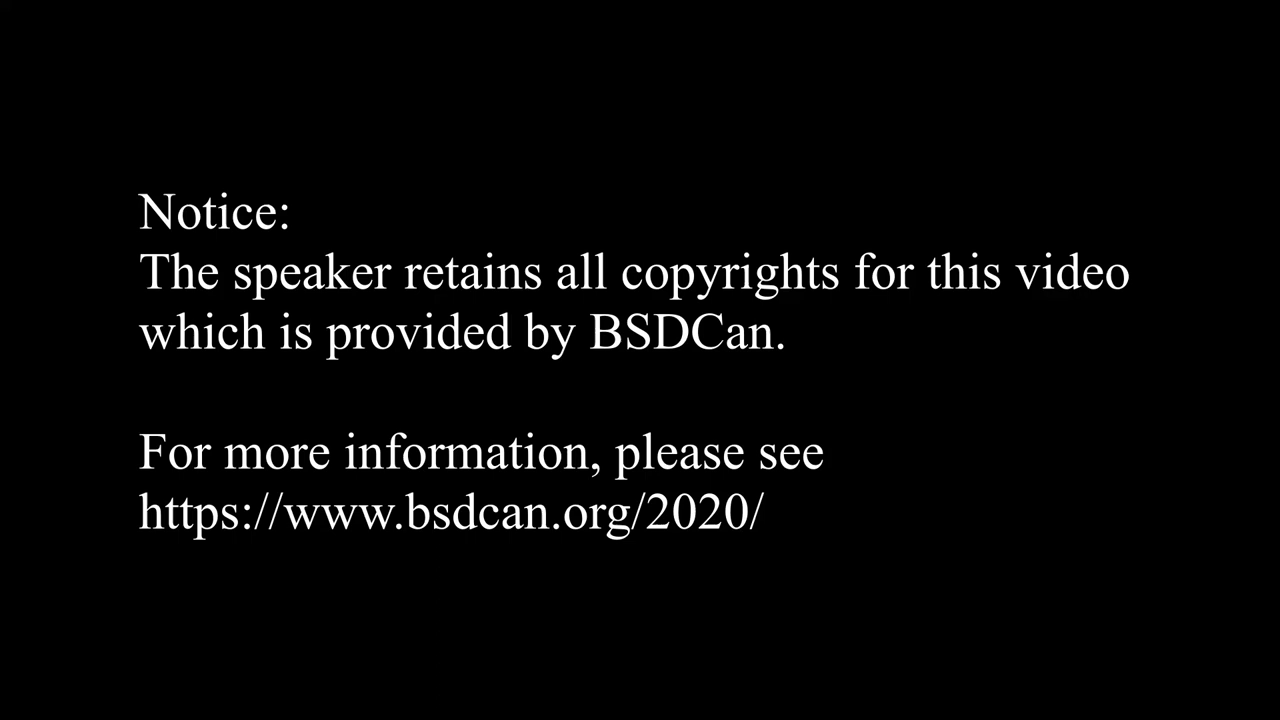 Notice:
The speaker retains all copyrights for this video
which is provided by BSDCan.
For more information, please see
https://www.bsdcan.org/2020/